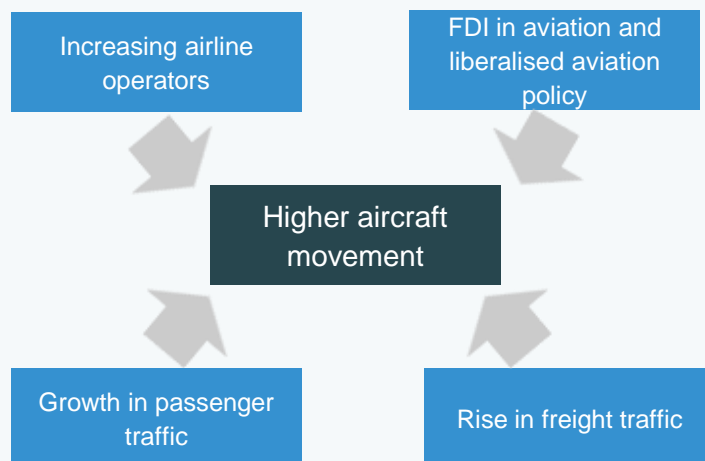 Increasing airline
operators
FDI in aviation and
liberalised aviation
policy
Higher aircraft
movement
Growth in passenger
traffic
Rise in freight traffic